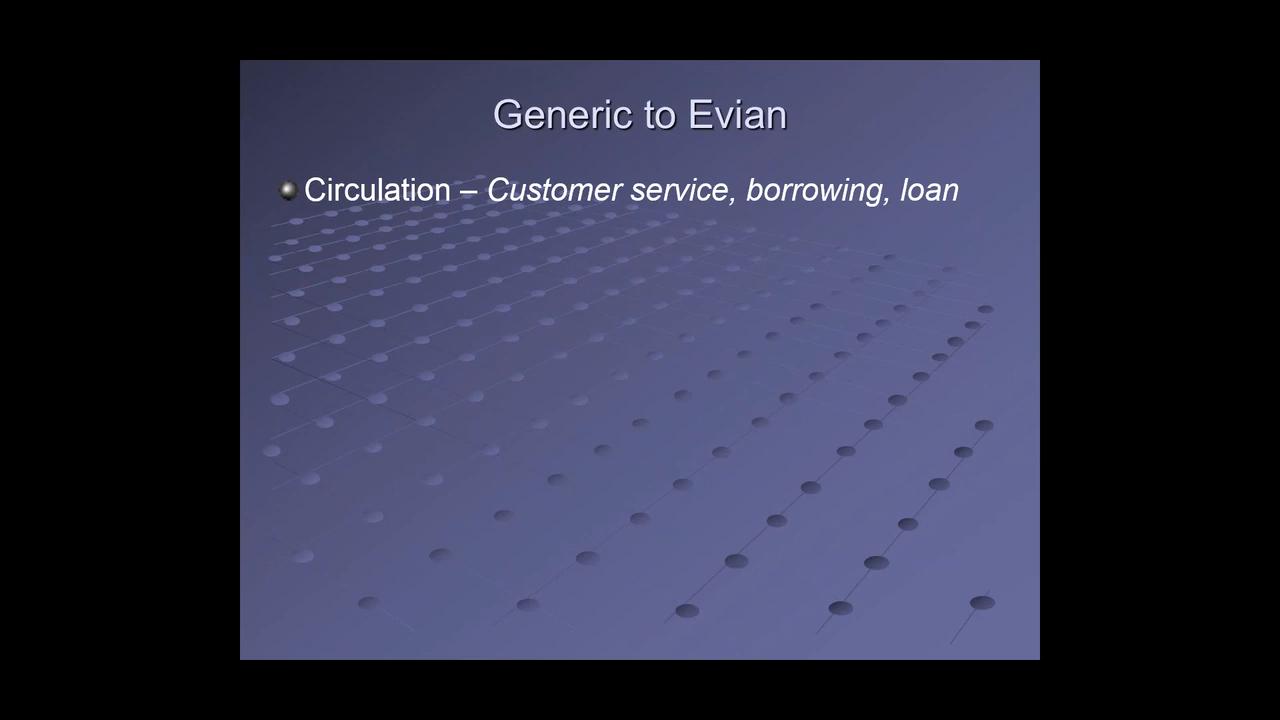 Generic to Evian
Circulation – Customer service, borrowing, loan